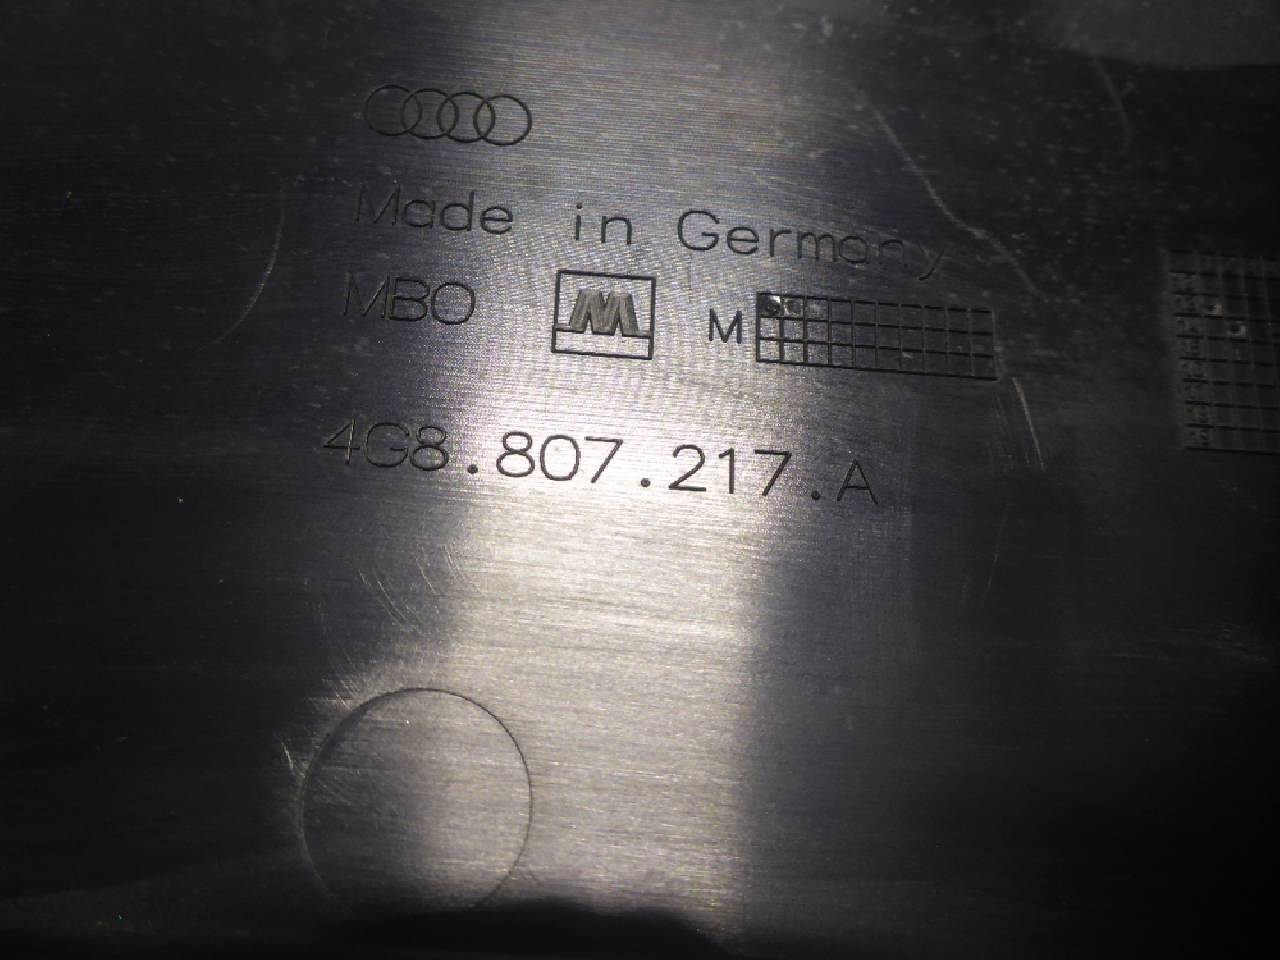 Made in Germany
MBO M M
4G8.807.217.A